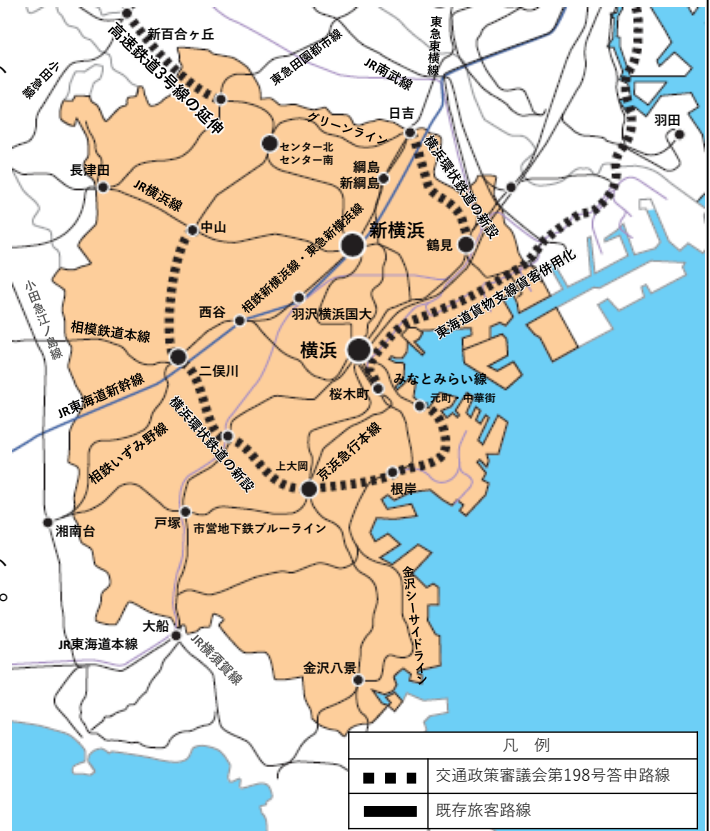 、
、
。
新百合ヶ丘
高速鉄道3号線の延伸
小田急線
東急田園都市線
JR南武線
東急東横線
羽田
日吉
グリーンライン
センター北
センター南
綱島
新綱島
横浜環状鉄道の新設
長津田
JR横浜線
中山
相鉄新横浜線・東急新横浜線
新横浜
鶴見
小田急江ノ島線
西谷
羽沢横浜国大
東海道貨物支線貨客併用化
相模鉄道本線
横浜
二俣川
みなとみらい線
桜木町
元町・中華街
JR東海道新幹線
横浜環状鉄道の新設
相鉄いずみ野線
上大岡
京浜急行本線
根岸
戸塚
市営地下鉄ブルーライン
湘南台
金沢シーサイドライン
大船
JR東海道本線
JR横須賀線
金沢八景
凡 例
交通政策審議会第198号答申路線
既存旅客路線